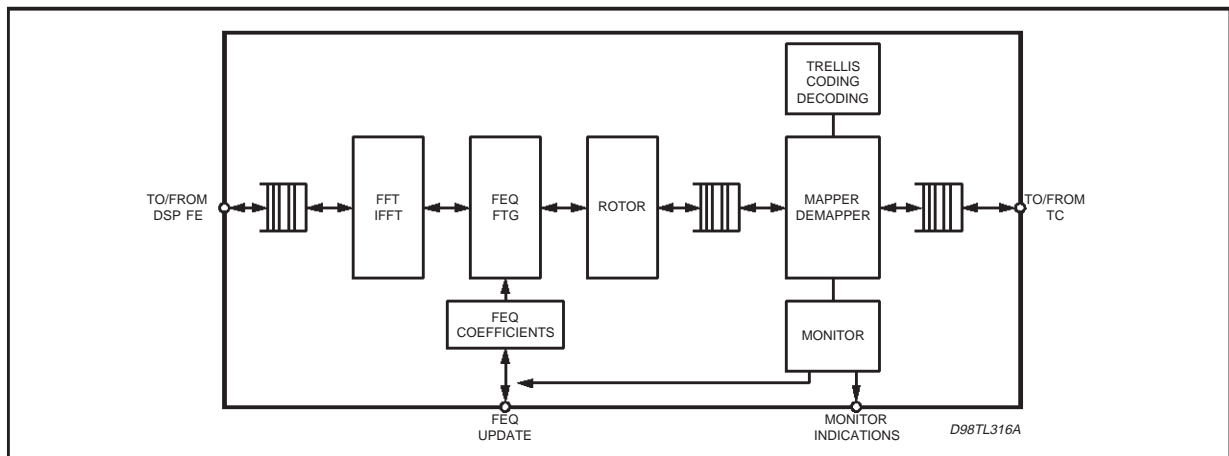 TRELLIS
CODING
DECODING
TO/FROM
DSP FE
FFT
IFFT
FEQ
FTG
ROTOR
MAPPER
DEMAPPER
TO/FROM
TC
FEQ
COEFFICIENTS
MONITOR
FEQ
UPDATE
MONITOR
INDICATIONS
D98TL316A